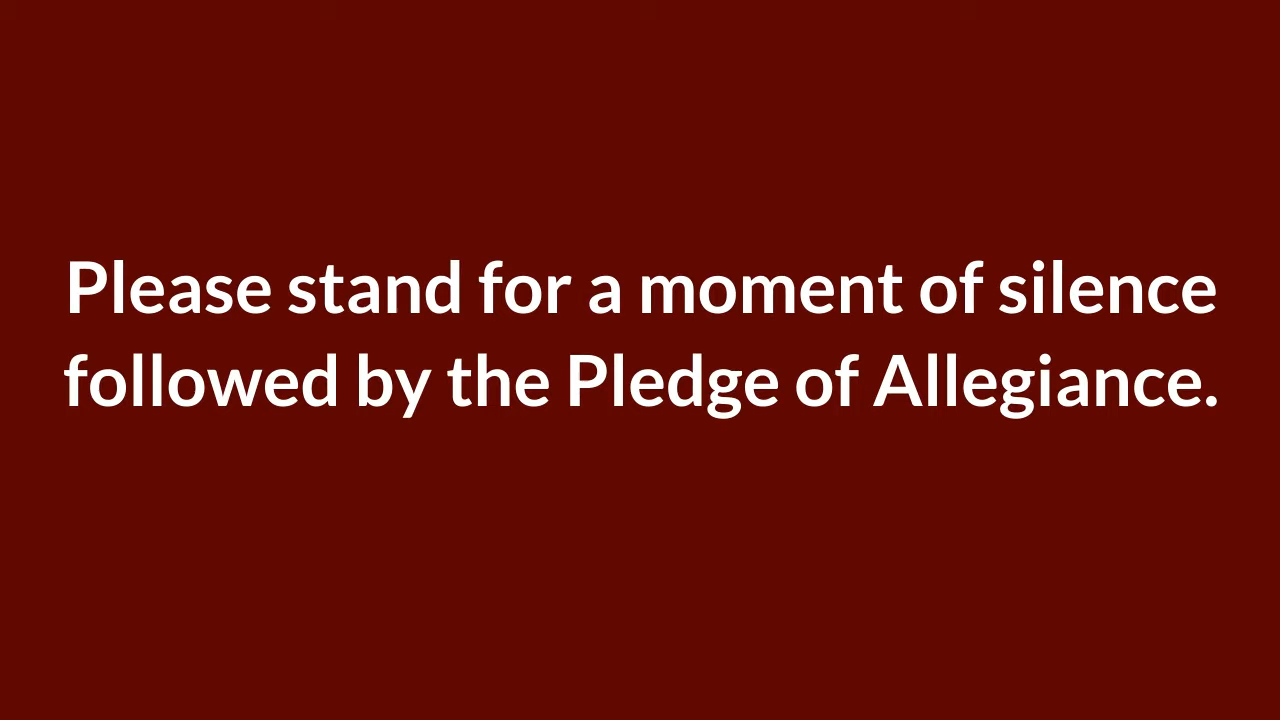 Please stand for a moment of silence
followed by the Pledge of Allegiance.